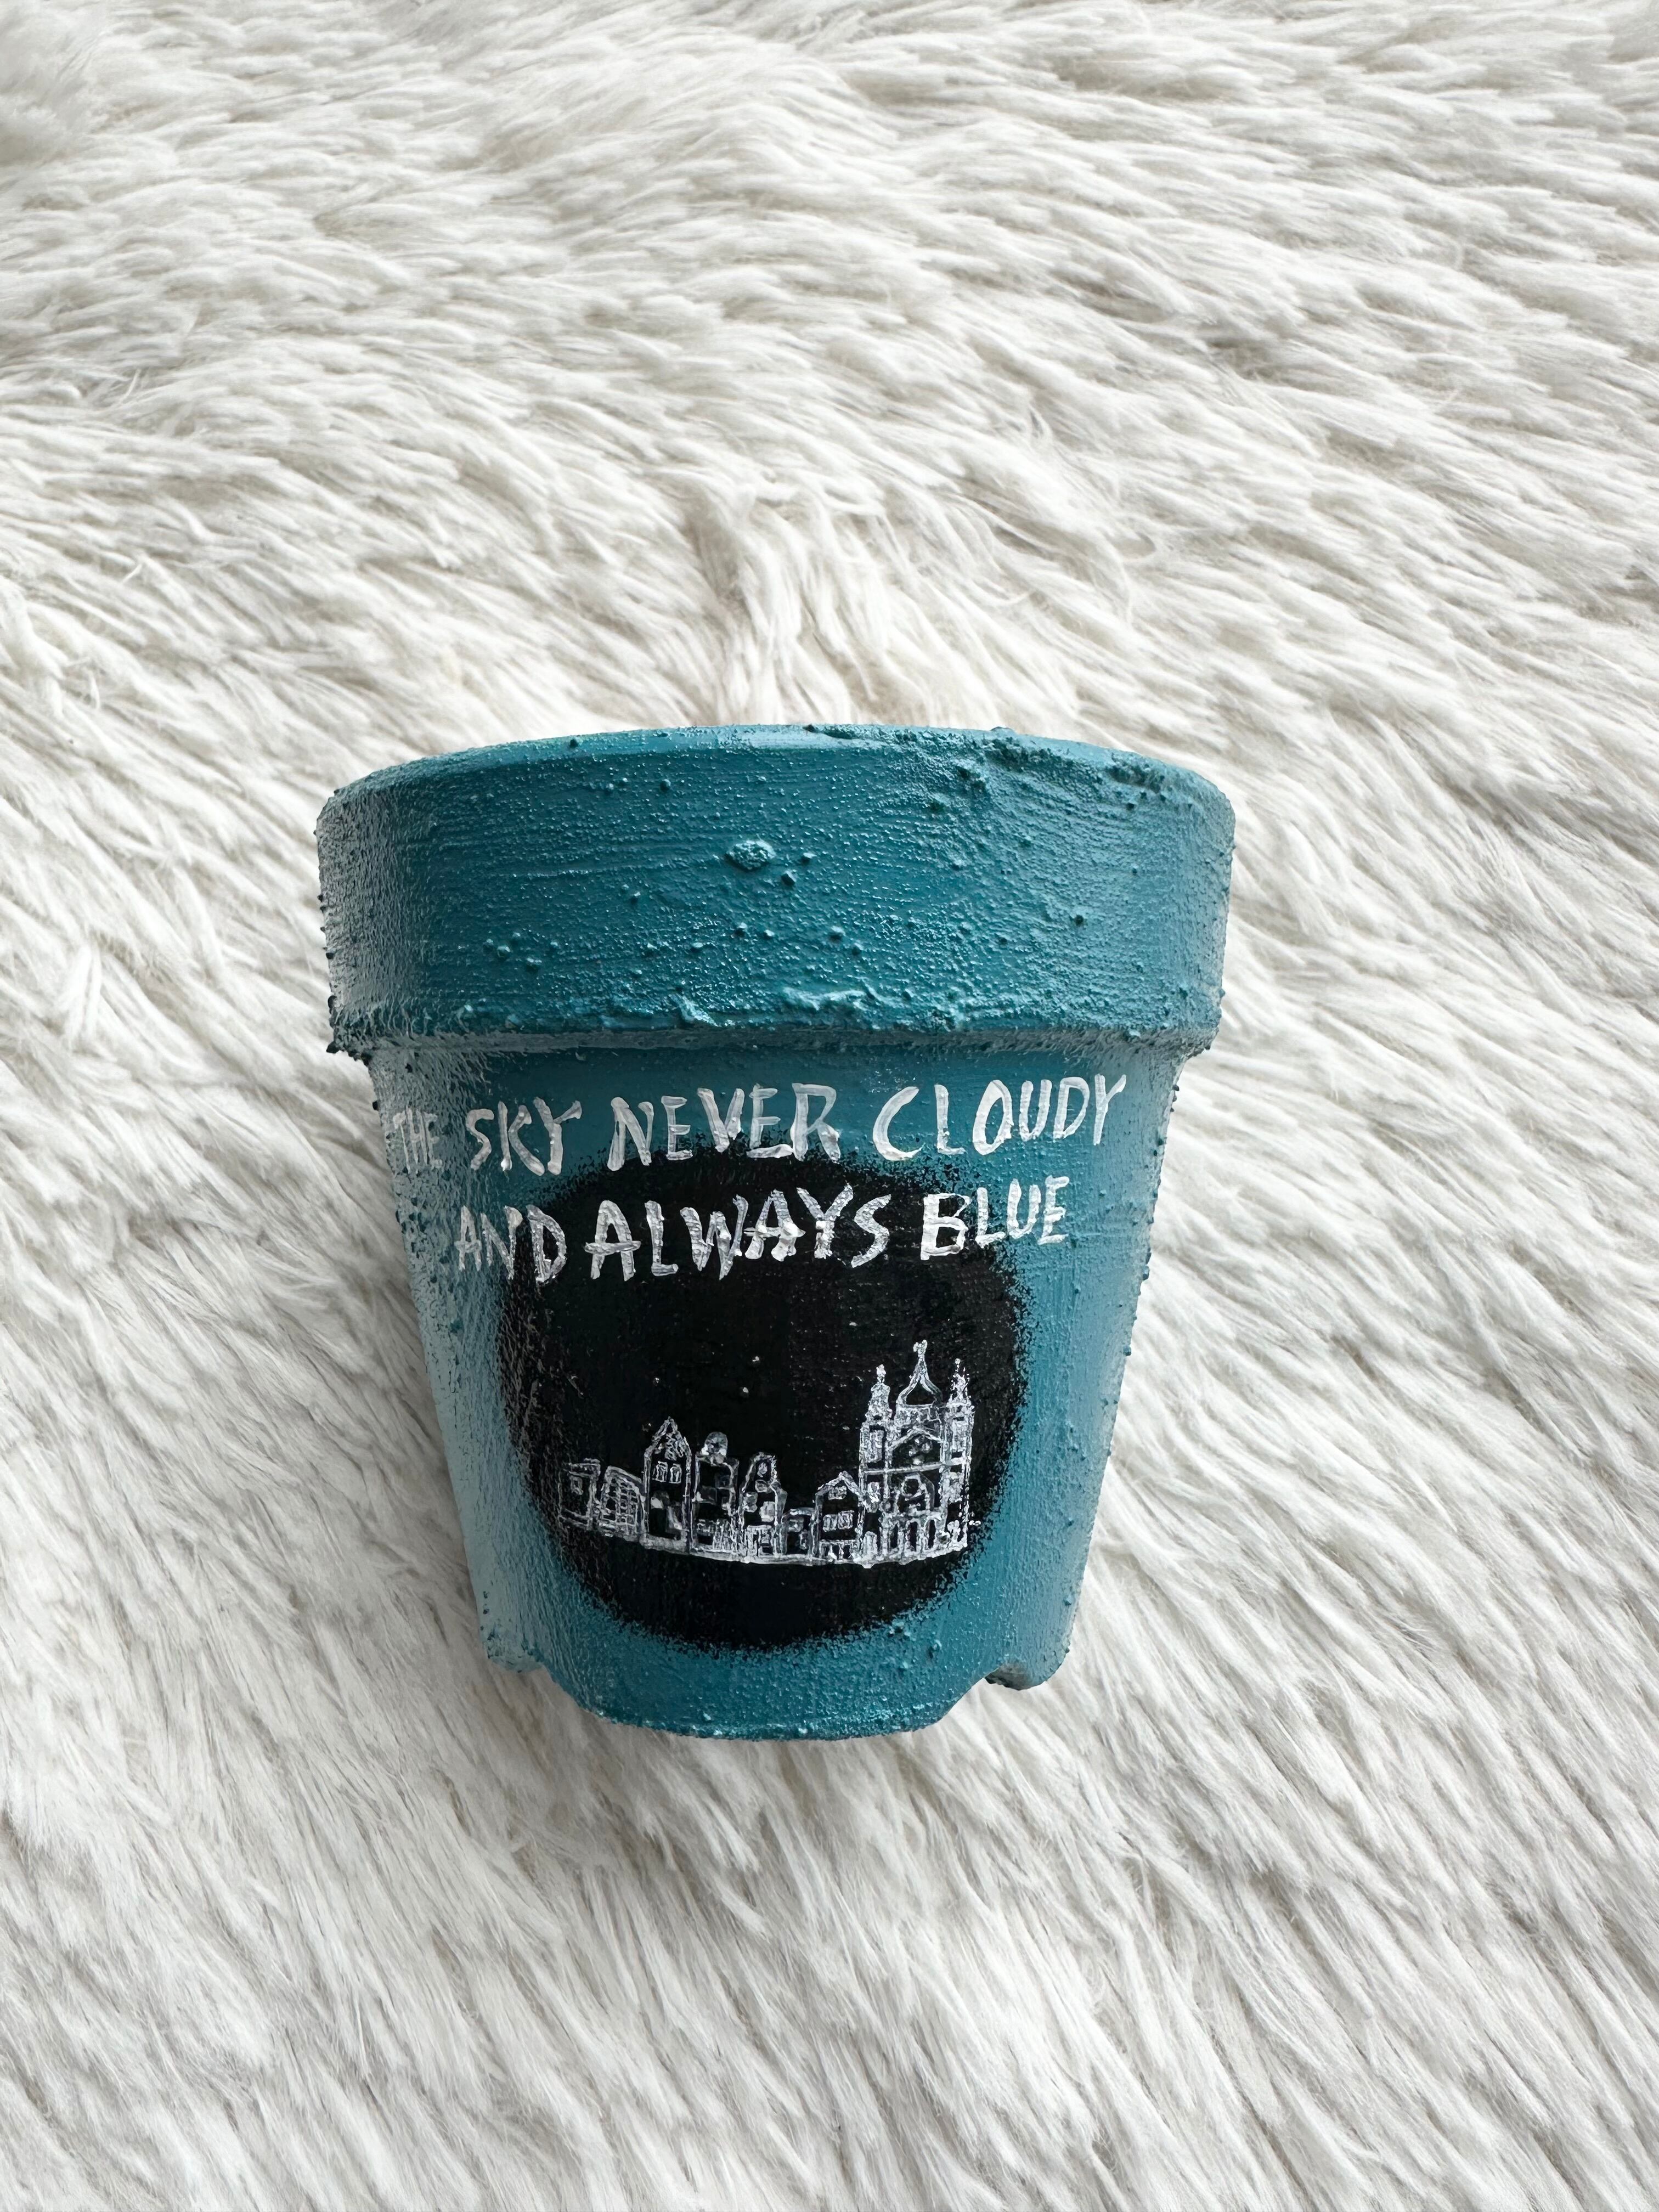 THE SKY NEVER CLOUDY
AND ALWAYS BLUE